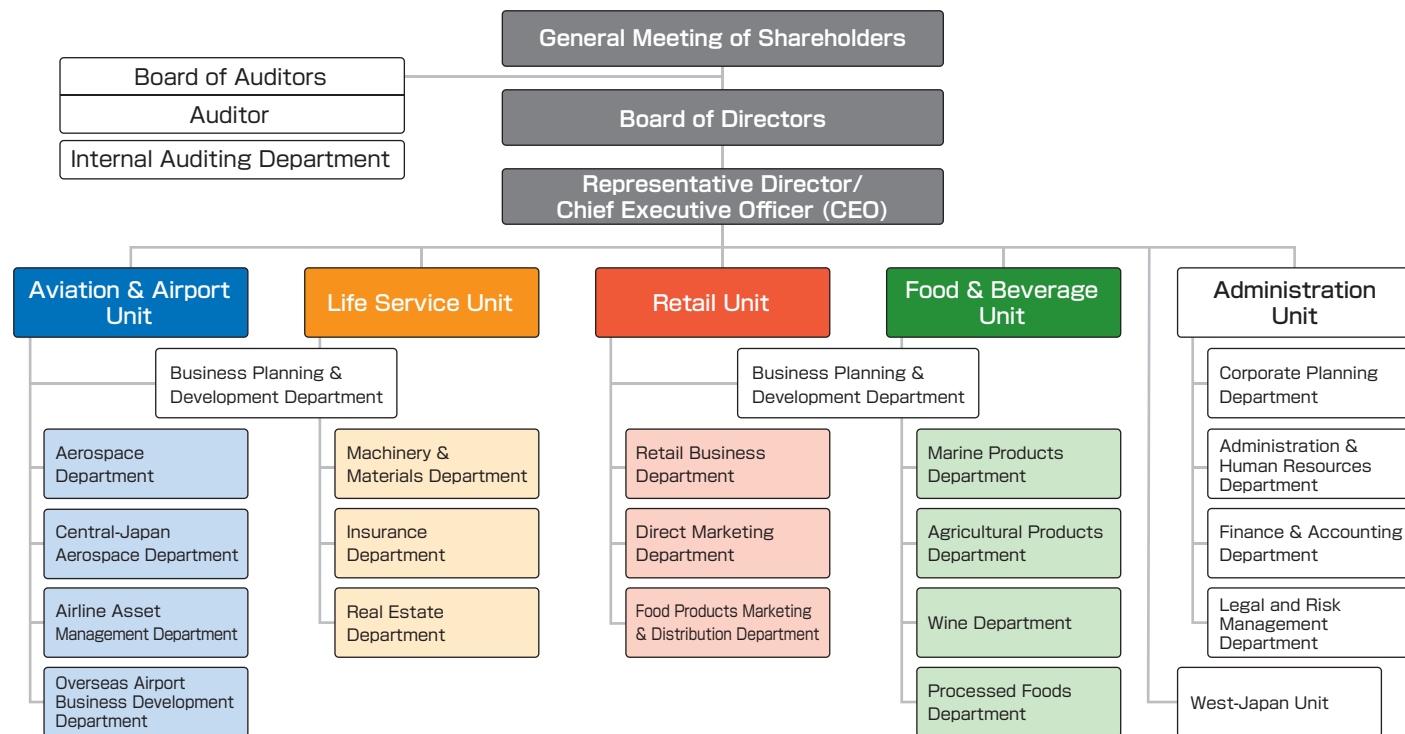 General Meeting of Shareholders
Board of Auditors
Auditor
Internal Auditing Department
Board of Directors
Representative Director/
Chief Executive Officer (CEO)
Aviation & Airport
Unit
Life Service Unit
Retail Unit
Food & Beverage
Unit
Administration
Unit
Business Planning &
Development Department
Business Planning &
Development Department
Aerospace
Department
Central-Japan
Aerospace Department
Airline Asset
Management Department
Overseas Airport
Business Development
Department
Machinery &
Materials Department
Insurance
Department
Real Estate
Department
Retail Business
Department
Direct Marketing
Department
Food Products Marketing
& Distribution Department
Marine Products
Department
Agricultural Products
Department
Wine Department
Processed Foods
Department
Corporate Planning
Department
Administration &
Human Resources
Department
Finance & Accounting
Department
Legal and Risk
Management
Department
West-Japan Unit